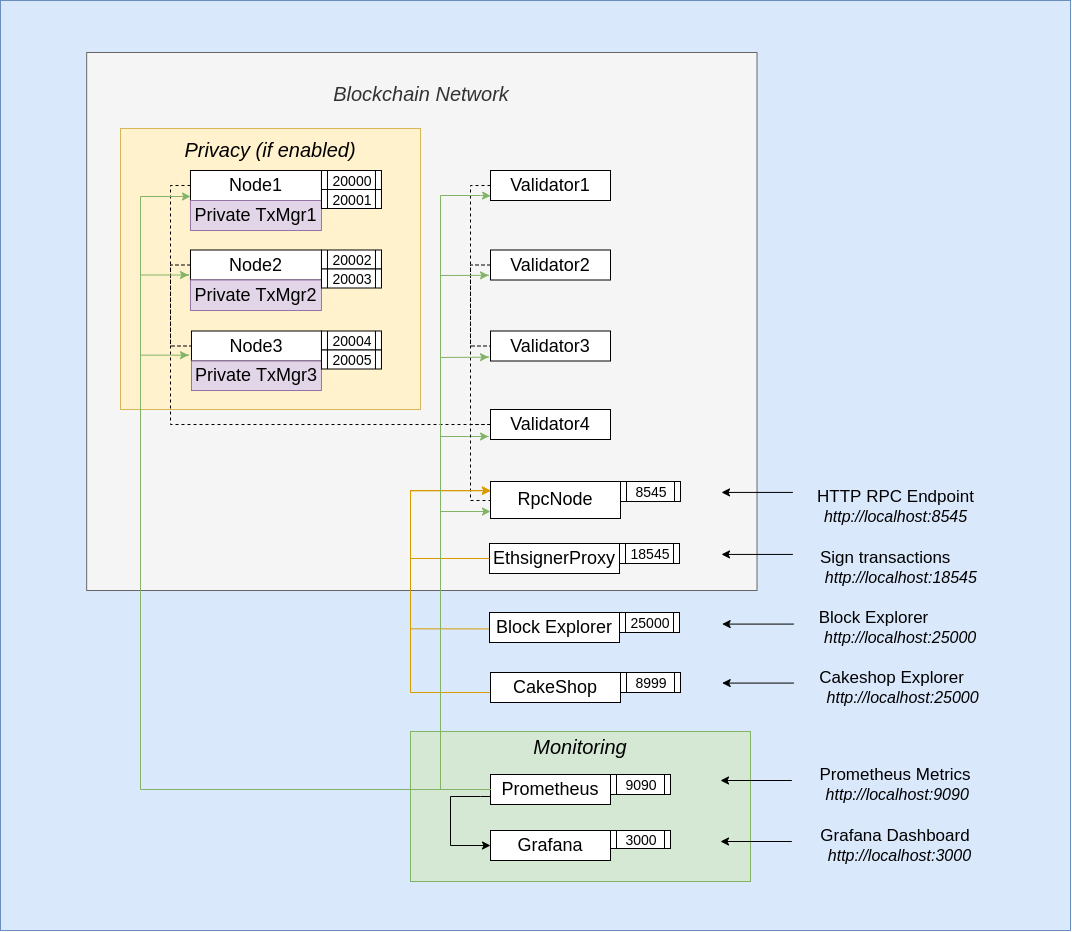 Blockchain Network
Privacy (if enabled)
Node1
20000
20001
Private TxMgr1
Node2
20002
20003
Private TxMgr2
Node3
20004
20005
Private TxMgr3
Validator1
Validator2
Validator3
Validator4
RpcNode
8545
HTTP RPC Endpoint
http://localhost:8545
EthsignerProxy
18545
Sign transactions
http://localhost:18545
Block Explorer
25000
Block Explorer
http://localhost:25000
CakeShop
8999
Cakeshop Explorer
http://localhost:25000
Monitoring
Prometheus
9090
Prometheus Metrics
http://localhost:9090
Grafana
3000
Grafana Dashboard
http://localhost:3000